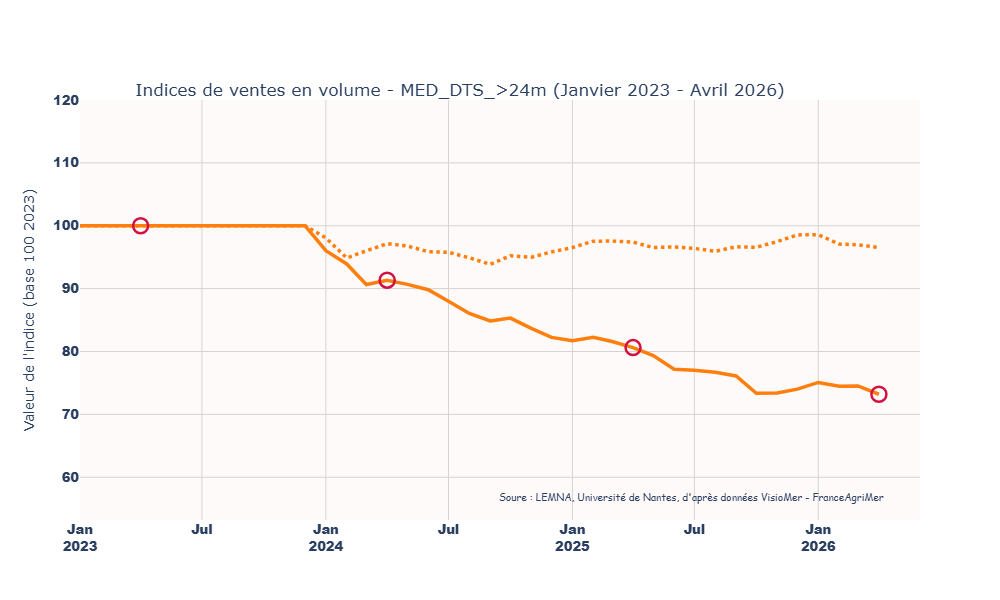 Indices de ventes en volume - MED_DTS_>24m (Janvier 2023 - Avril 2026)
Valeur de l'indice (base 100 2023)
120
110
100
90
80
70
60
Soure : LEMNA, Université de Nantes, d'après données VisioMer - FranceAgriMer
Jan Jul Jan Jul Jan Jul Jan
2023 2024 2025 2026